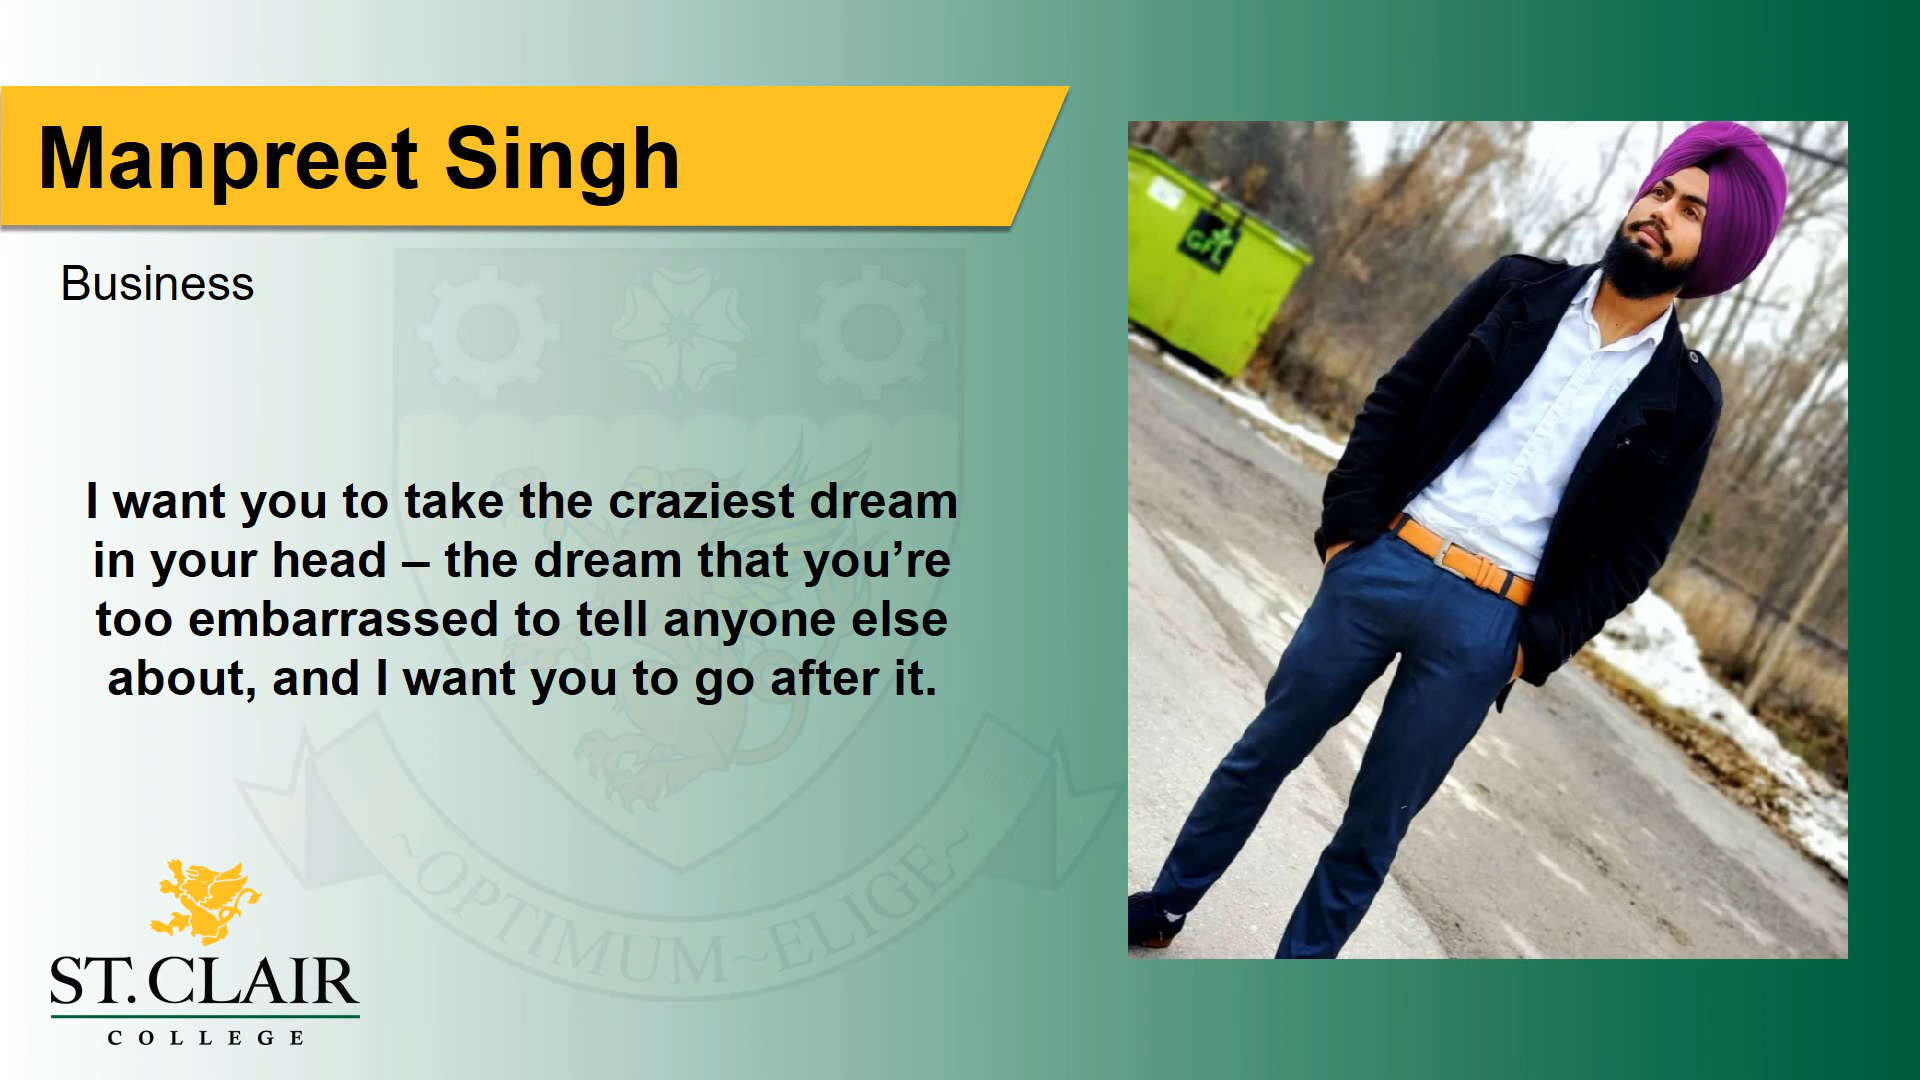 Manpreet Singh
Business
I want you to take the craziest dream
in your head – the dream that you’re
too embarrassed to tell anyone else
about, and I want you to go after it.
~OPTIMUM~ELIGE~
ST. CLAIR
COLLEGE
GFL